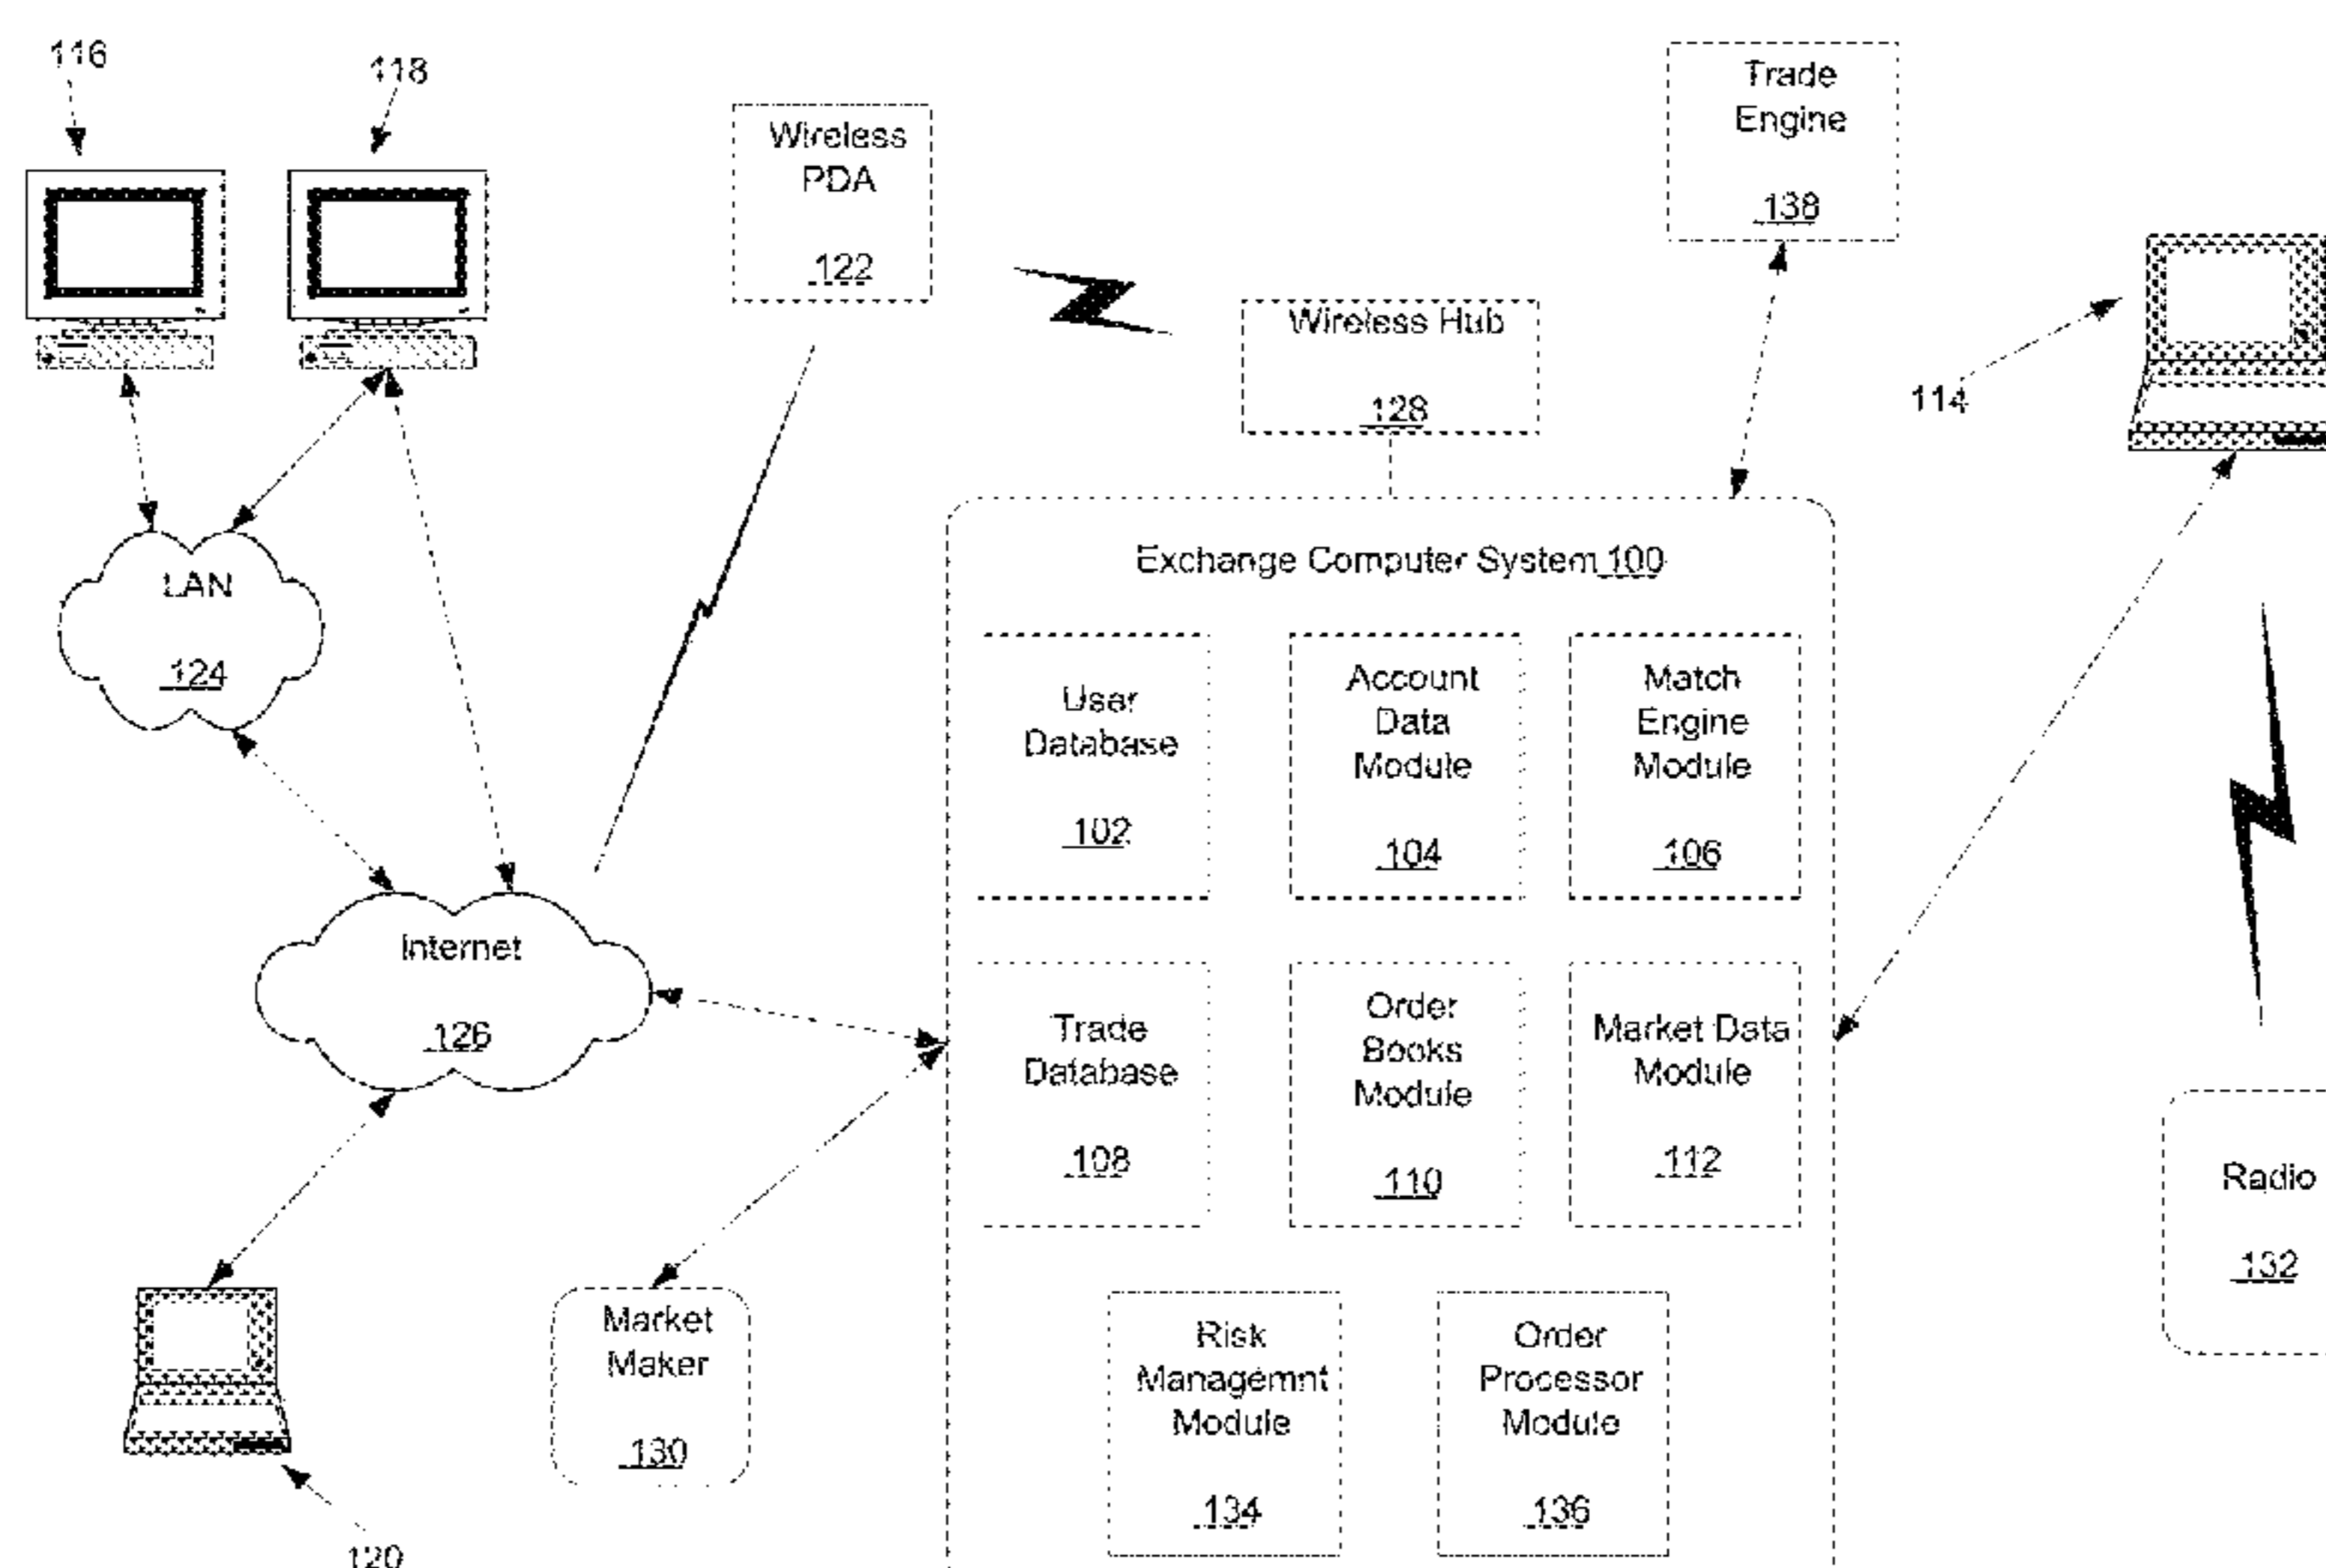 116
118
Wireless
PDA
122
Trade
Engine
138
Wireless Hub
128
114
LAN
124
Exchange Computer System 100
User
Database
102
Account
Data
Module
104
Match
Engine
Module
106
Internet
126
Trade
Database
108
Order
Books
Module
110
Market Data
Module
112
Radio
132
Market
Maker
130
Risk
Managemnt
Module
134
Order
Processor
Module
136
120